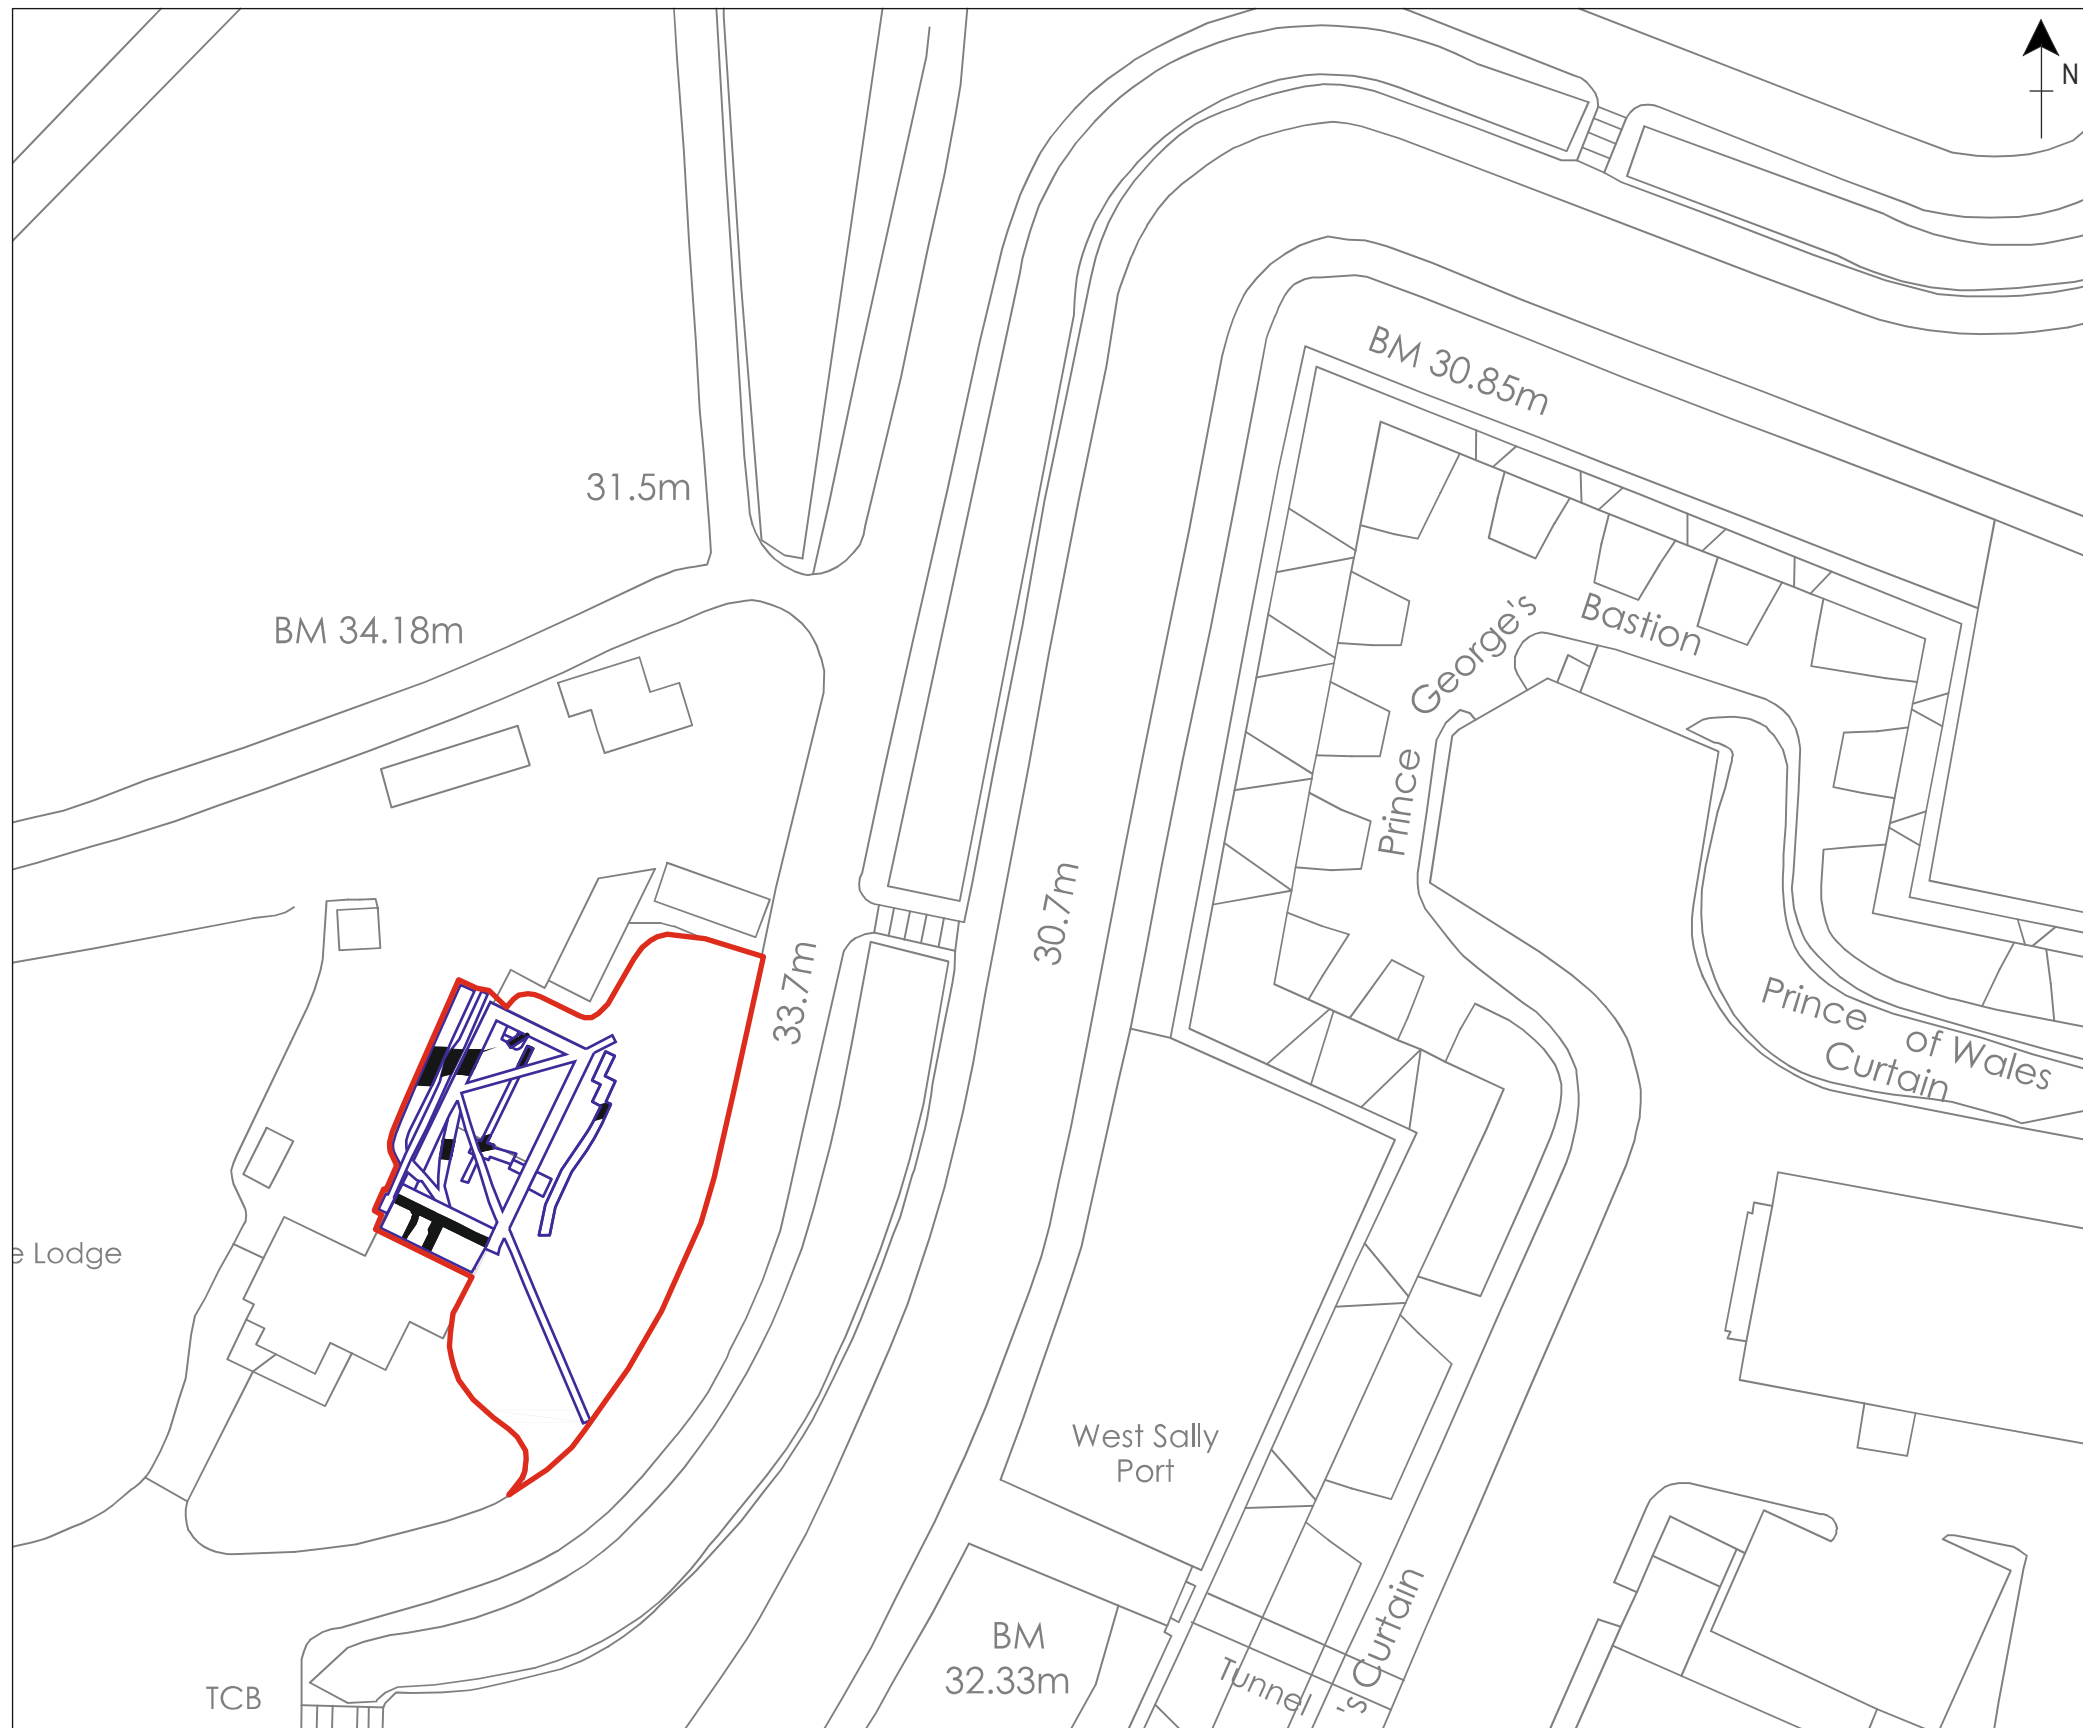 N
BM 30.85m
31.5m
BM 34.18m
Prince George's Bastion
30.7m
33.7m
Prince of Wales
Curtain
e Lodge
West Sally
Port
BM
32.33m
Tunnel
's Curtain
TCB